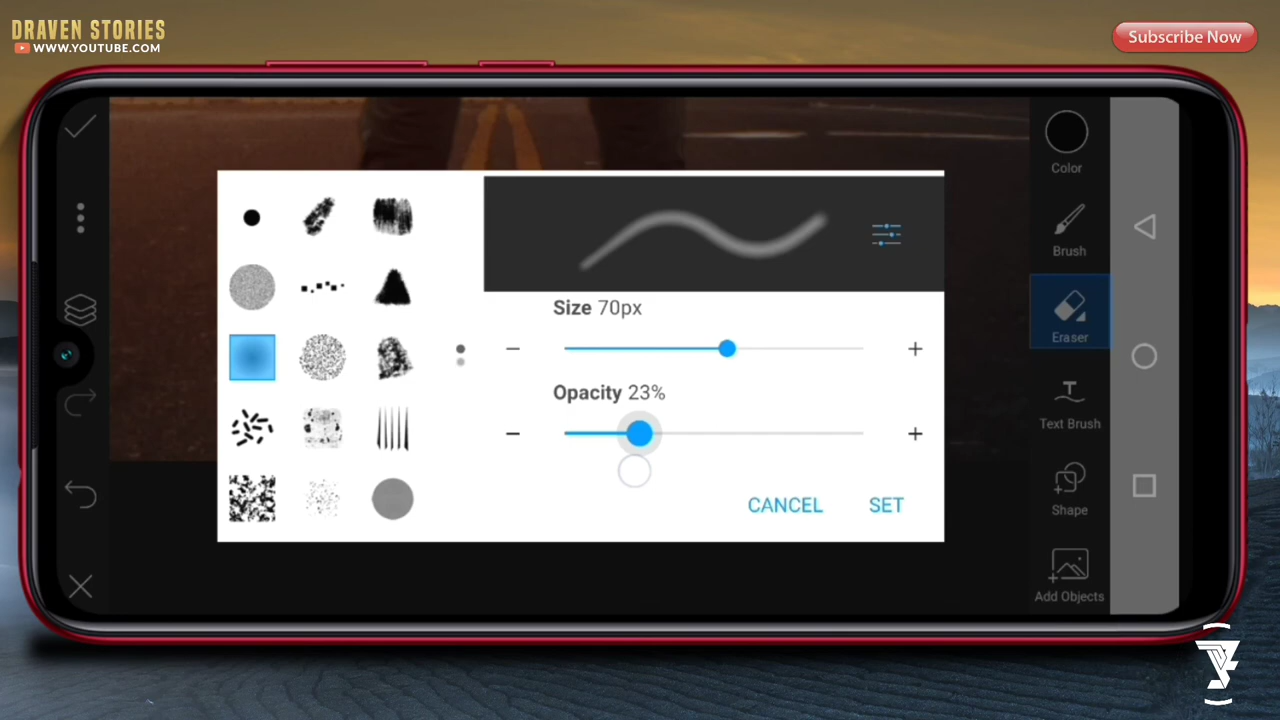 DRAVEN STORIES
WWW.YOUTUBE.COM
Subscribe Now
Color
Brush
Eraser
Text Brush
Shape
Add Objects
Size 70px
Opacity 23%
CANCEL
SET